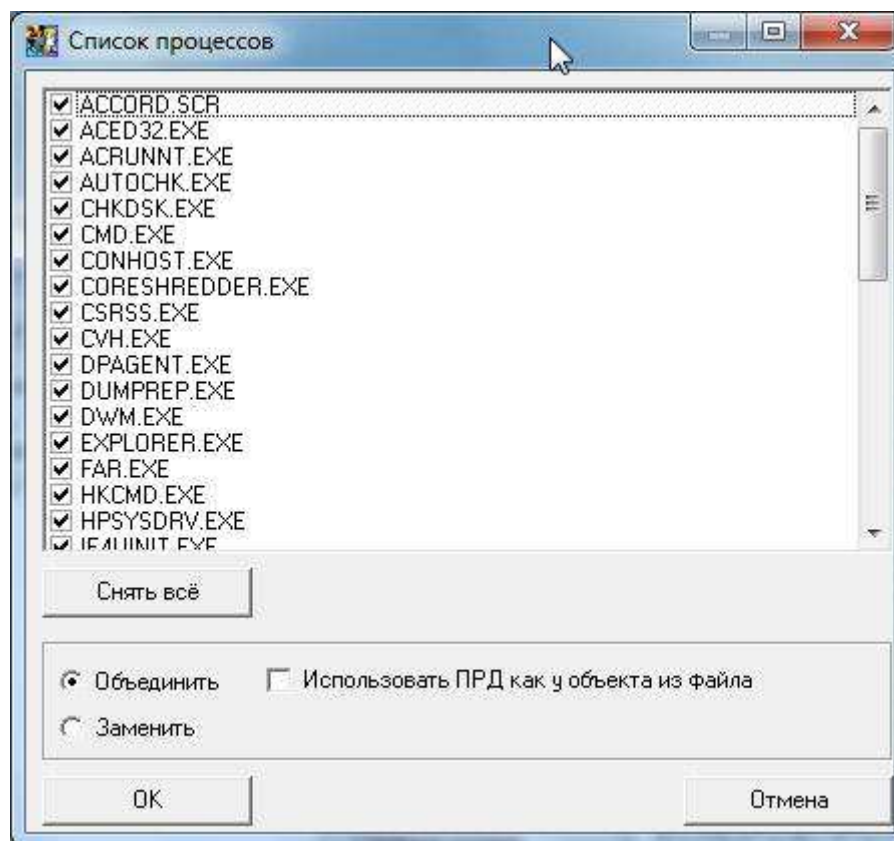 Список процессов
ACCORD.SCR
ACED32.EXE
ACRUNNT.EXE
AUTOCHK.EXE
CHKDSK.EXE
CMD.EXE
CONHOST.EXE
CORESHREDDER.EXE
CSRSS.EXE
CVH.EXE
DPAGENT.EXE
DUMPREP.EXE
DWM.EXE
EXPLORER.EXE
FAR.EXE
HKCMD.EXE
HPSYSDRV.EXE
IE4UINIT.EXE
Снять всё
Объединить Использовать ПРД как у объекта из файла
Заменить
OK Отмена